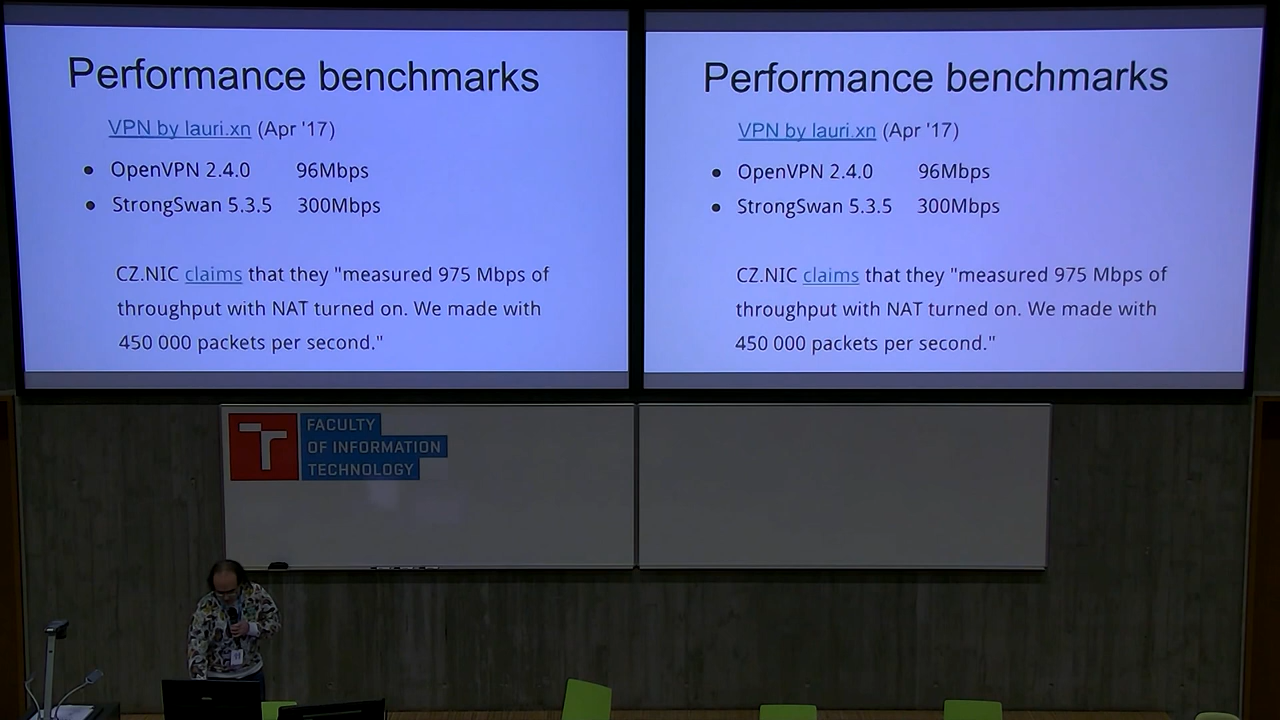 Performance benchmarks
VPN by lauri.xn (Apr '17)
OpenVPN 2.4.0 96Mbps
StrongSwan 5.3.5 300Mbps
CZ.NIC claims that they "measured 975 Mbps of
throughput with NAT turned on. We made with
450 000 packets per second."
Performance benchmarks
VPN by lauri.xn (Apr '17)
OpenVPN 2.4.0 96Mbps
StrongSwan 5.3.5 300Mbps
CZ.NIC claims that they "measured 975 Mbps of
throughput with NAT turned on. We made with
450 000 packets per second."
T
FACULTY
OF INFORMATION
TECHNOLOGY